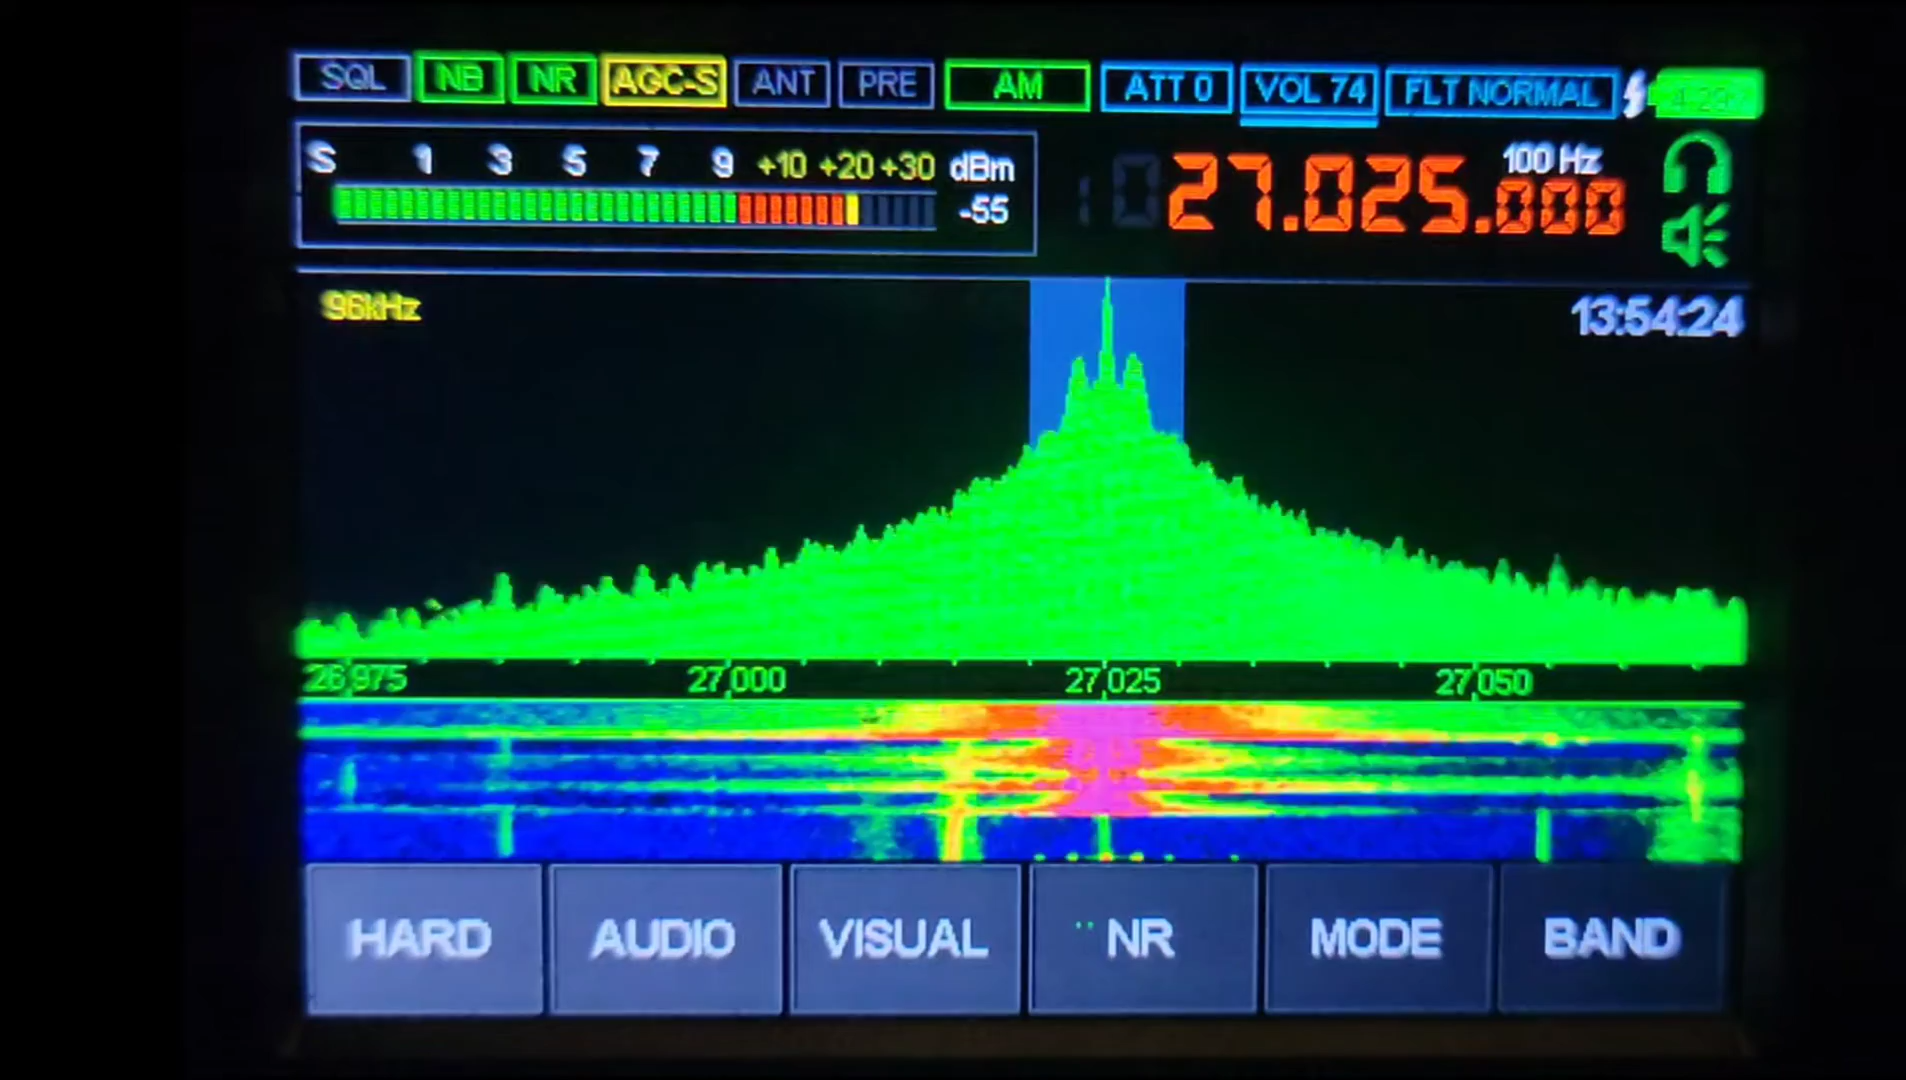 SQL NB NR AGC-S ANT PRE AM ATT 0 VOL 74 FLT NORMAL
S 1 3 5 7 9 +10 +20 +30 dBm
-55
100 Hz
27.025.000
96kHz
13:54:24
26,975 27,000 27,025 27,050
HARD AUDIO VISUAL NR MODE BAND